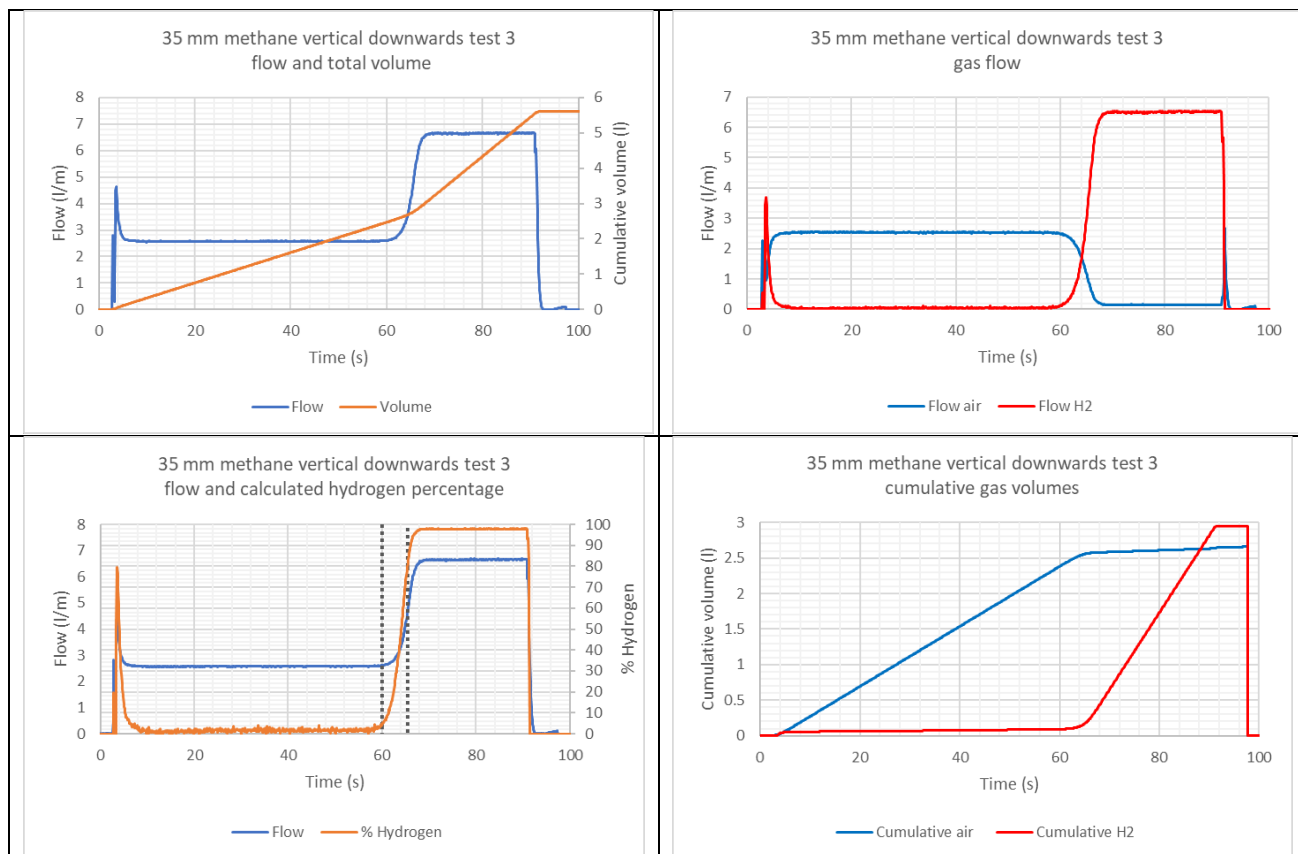 35 mm methane vertical downwards test 3
flow and total volume
8
7
6
5
4
3
2
1
0
6
5
4
3
2
1
0
Flow (l/m)
Cumulative volume (l)
0 20 40 60 80 100
Time (s)
Flow Volume
35 mm methane vertical downwards test 3
gas flow
7
6
5
4
3
2
1
0
Flow (l/m)
0 20 40 60 80 100
Time (s)
Flow air Flow H2
35 mm methane vertical downwards test 3
flow and calculated hydrogen percentage
8
7
6
5
4
3
2
1
0
100
90
80
70
60
50
40
30
20
10
0
Flow (l/m)
% Hydrogen
0 20 40 60 80 100
Time (s)
Flow % Hydrogen
35 mm methane vertical downwards test 3
cumulative gas volumes
3
2.5
2
1.5
1
0.5
0
Cumulative volume (l)
0 20 40 60 80 100
Time (s)
Cumulative air Cumulative H2